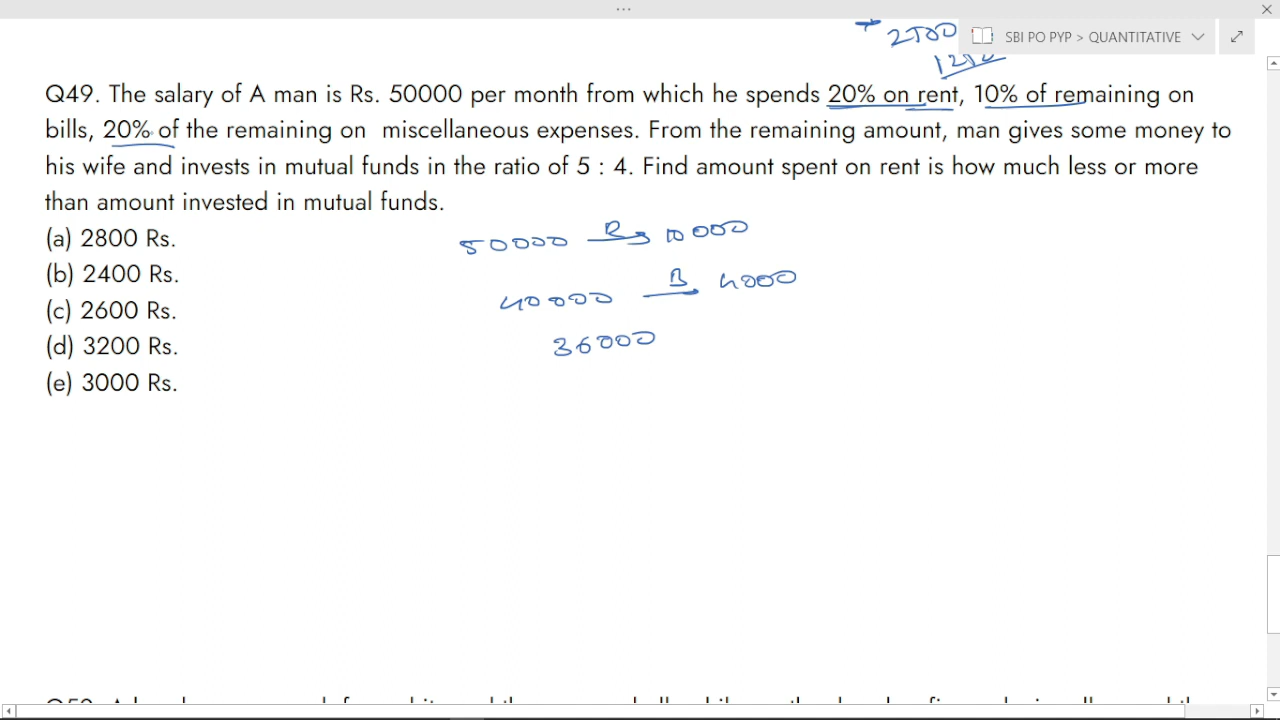 2500
SBI PO PYP > QUANTITATIVE
Q49. The salary of A man is Rs. 50000 per month from which he spends 20% on rent, 10% of remaining on
bills, 20% of the remaining on miscellaneous expenses. From the remaining amount, man gives some money to
his wife and invests in mutual funds in the ratio of 5 : 4. Find amount spent on rent is how much less or more
than amount invested in mutual funds.
(a) 2800 Rs.
(b) 2400 Rs.
(c) 2600 Rs.
(d) 3200 Rs.
(e) 3000 Rs.
50000 R 10000
40000 B 4000
36000